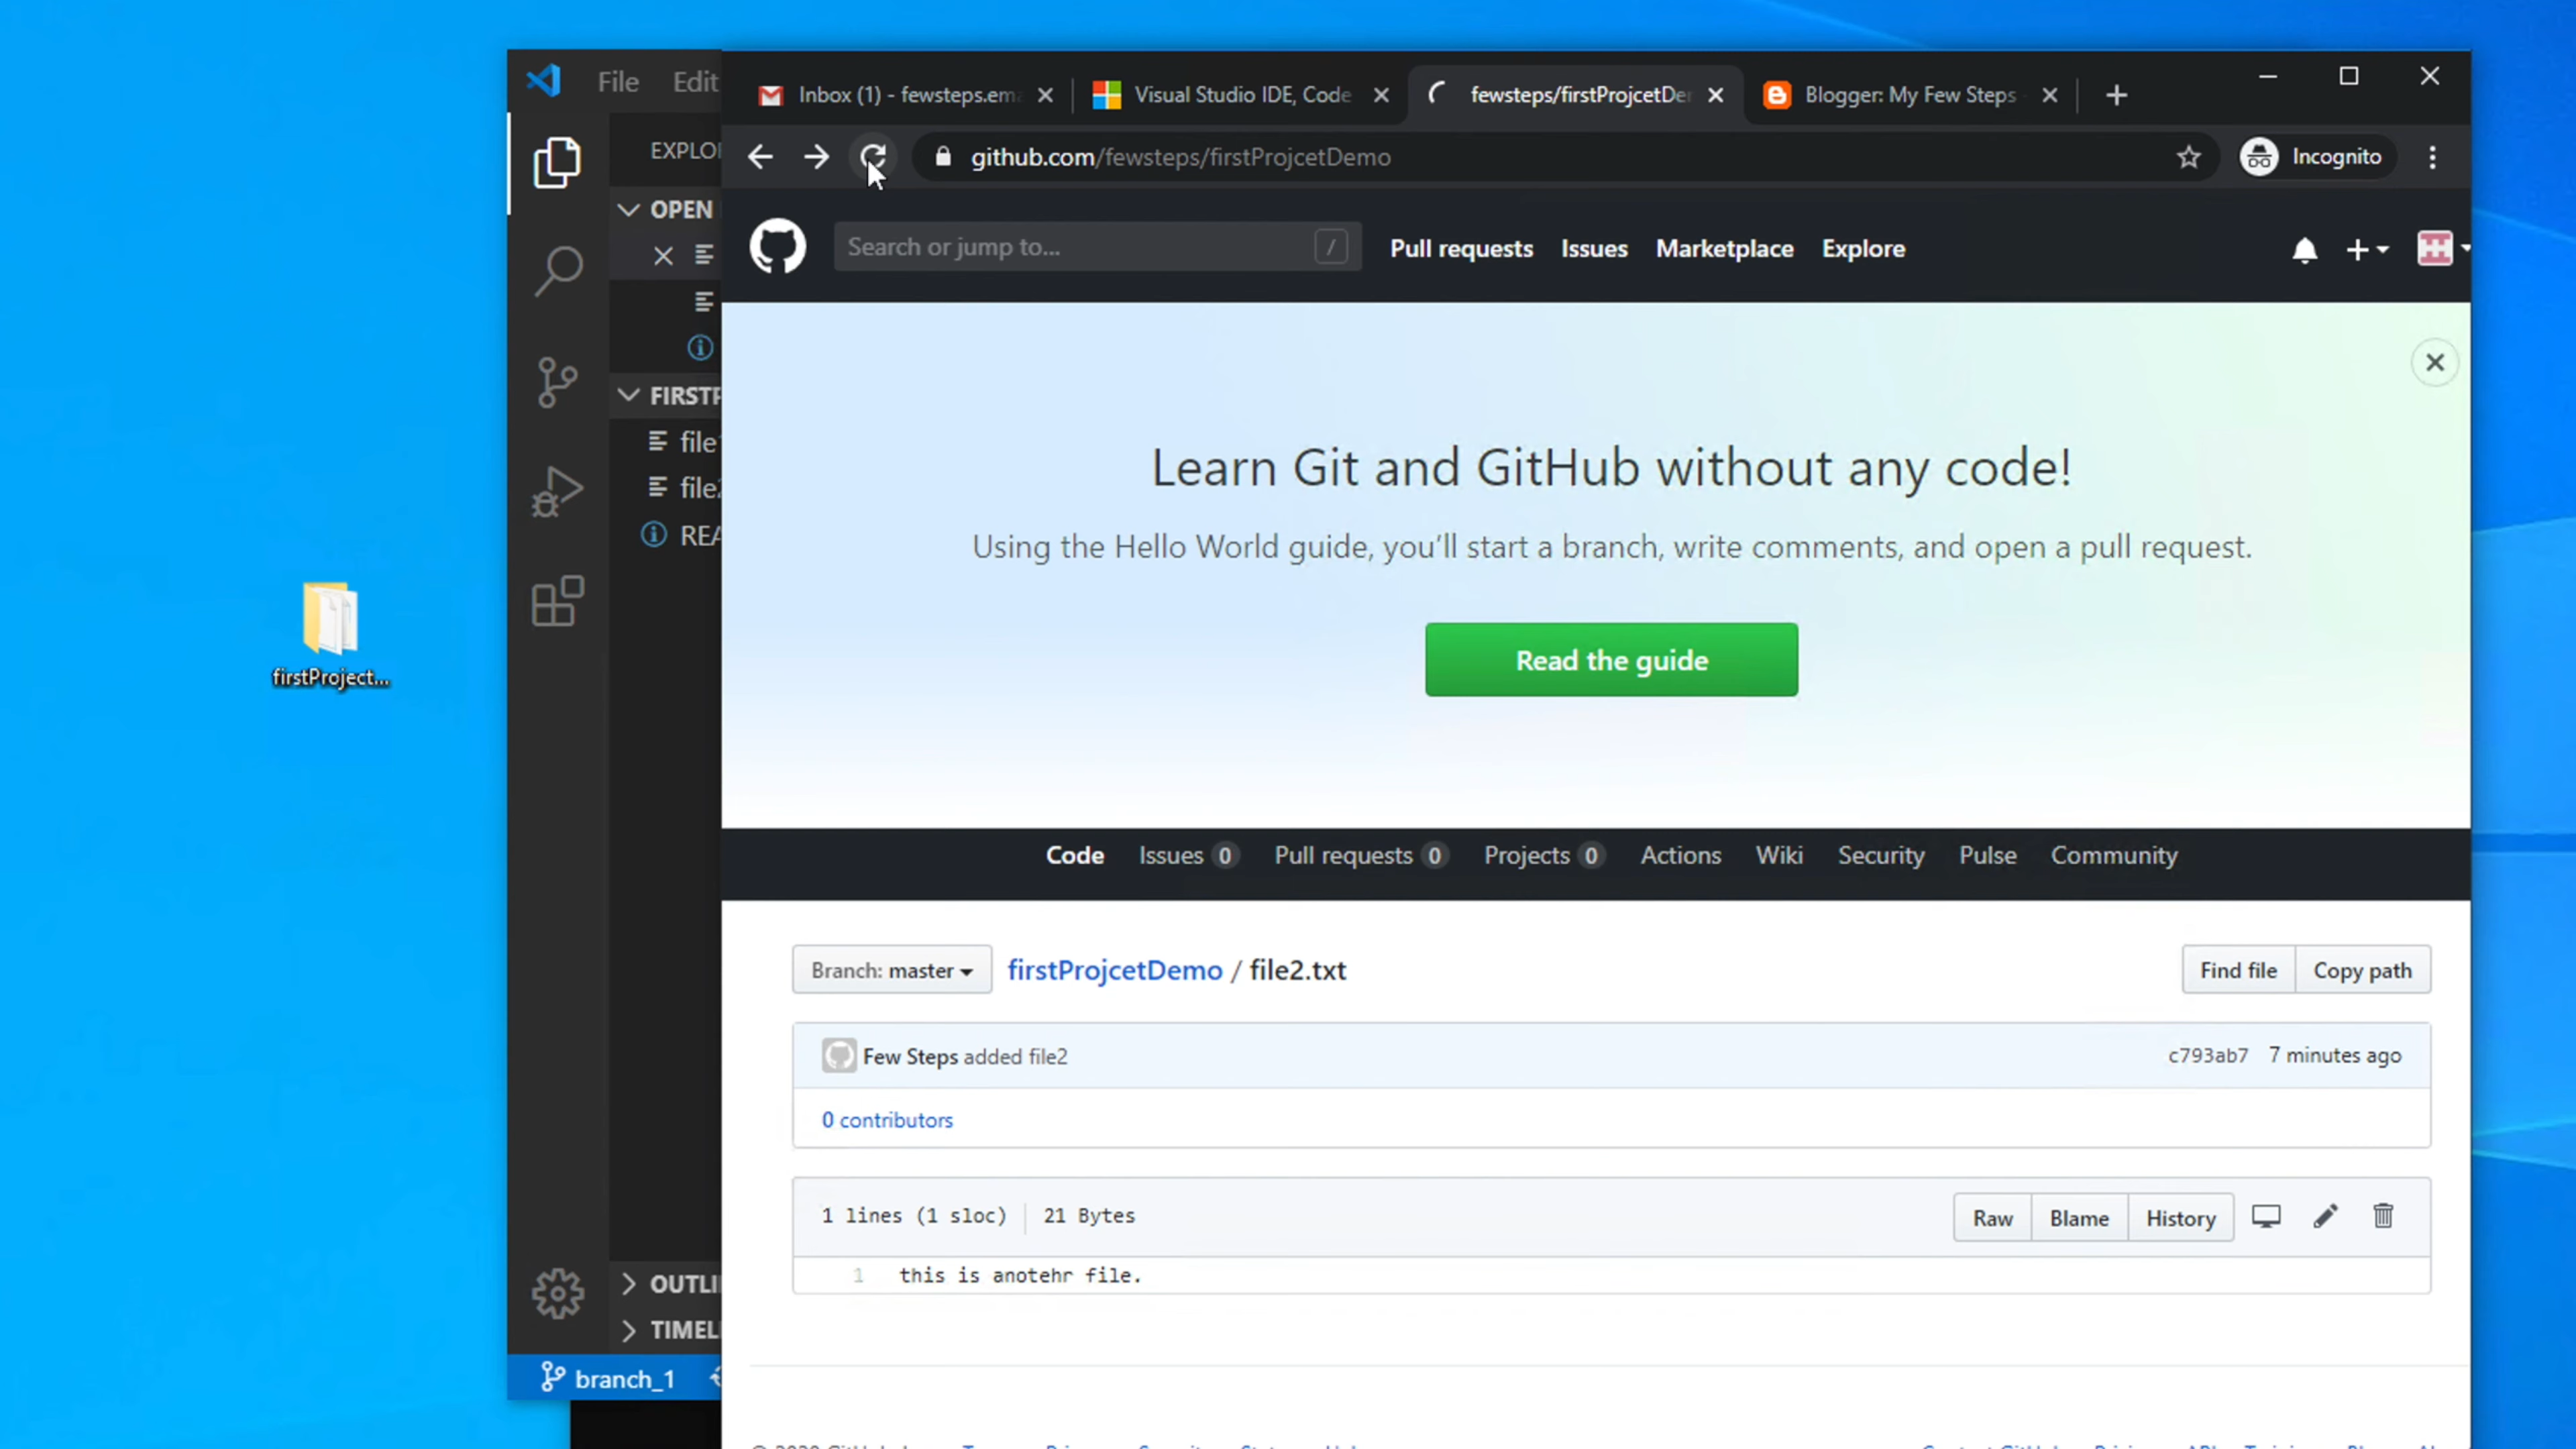 File Edit
Inbox (1) - fewsteps.ema
Visual Studio IDE, Code
fewsteps/firstProjcetDe
Blogger: My Few Steps
github.com/fewsteps/firstProjcetDemo
Incognito
Search or jump to... /
Pull requests Issues Marketplace Explore
EXPLO
OPEN
FIRSTP
file
file2
REA
OUTLI
TIMEL
branch_1
firstProject...
Learn Git and GitHub without any code!
Using the Hello World guide, you'll start a branch, write comments, and open a pull request.
Read the guide
Code Issues 0 Pull requests 0 Projects 0 Actions Wiki Security Pulse Community
Branch: master firstProjcetDemo / file2.txt
Find file Copy path
Few Steps added file2
c793ab7 7 minutes ago
0 contributors
1 lines (1 sloc) 21 Bytes
Raw Blame History
1 this is anotehr file.